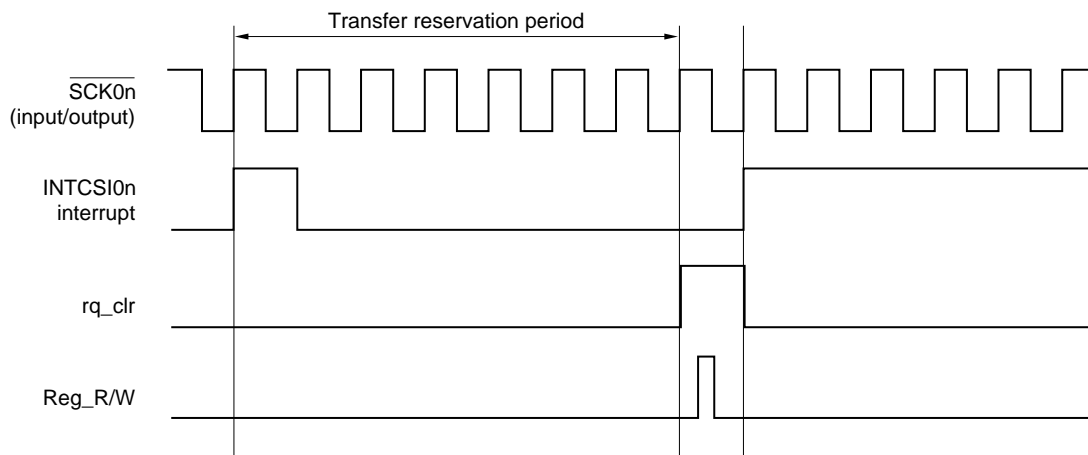 Transfer reservation period
SCK0n
(input/output)
INTCSI0n
interrupt
rq_clr
Reg_R/W